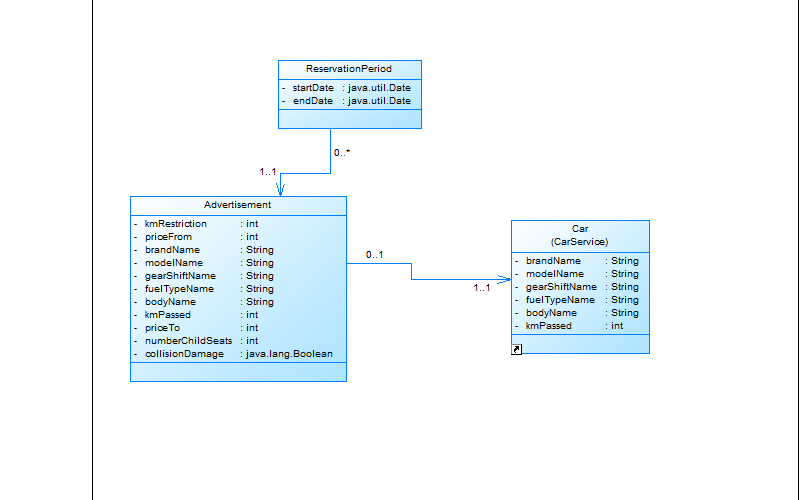 ReservationPeriod
- startDate : java.util.Date
- endDate : java.util.Date
0..*
1..1
Advertisement
- kmRestriction : int
- priceFrom : int
- brandName : String
- modelName : String
- gearShiftName : String
- fuelTypeName : String
- bodyName : String
- kmPassed : int
- priceTo : int
- numberChildSeats : int
- collisionDamage : java.lang.Boolean
0..1
1..1
Car
(CarService)
- brandName : String
- modelName : String
- gearShiftName : String
- fuelTypeName : String
- bodyName : String
- kmPassed : int